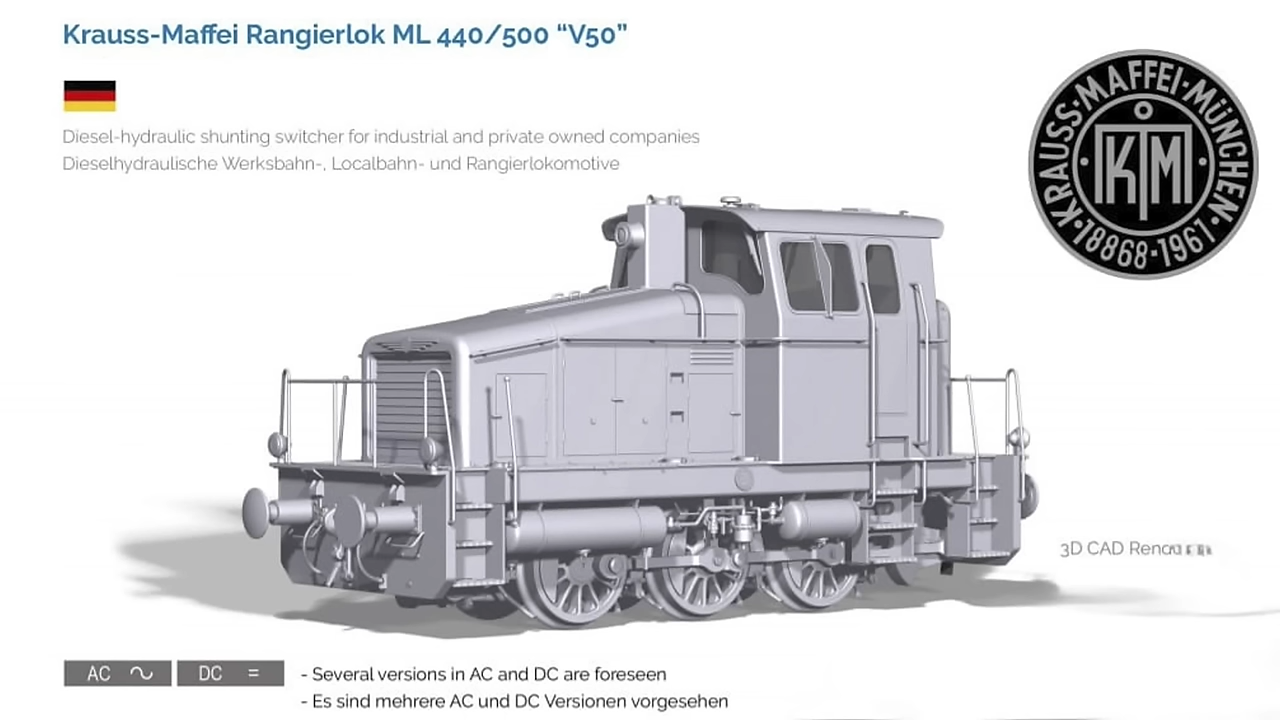 Krauss-Maffei Rangierlok ML 440/500 “V50”
Diesel-hydraulic shunting switcher for industrial and private owned companies
Dieselhydraulische Werksbahn-, Localbahn- und Rangierlokomotive
KRAUSS-MAFFEI-MÜNCHEN
KM
18868-1961
3D CAD
AC
DC =
- Several versions in AC and DC are foreseen
- Es sind mehrere AC und DC Versionen vorgesehen